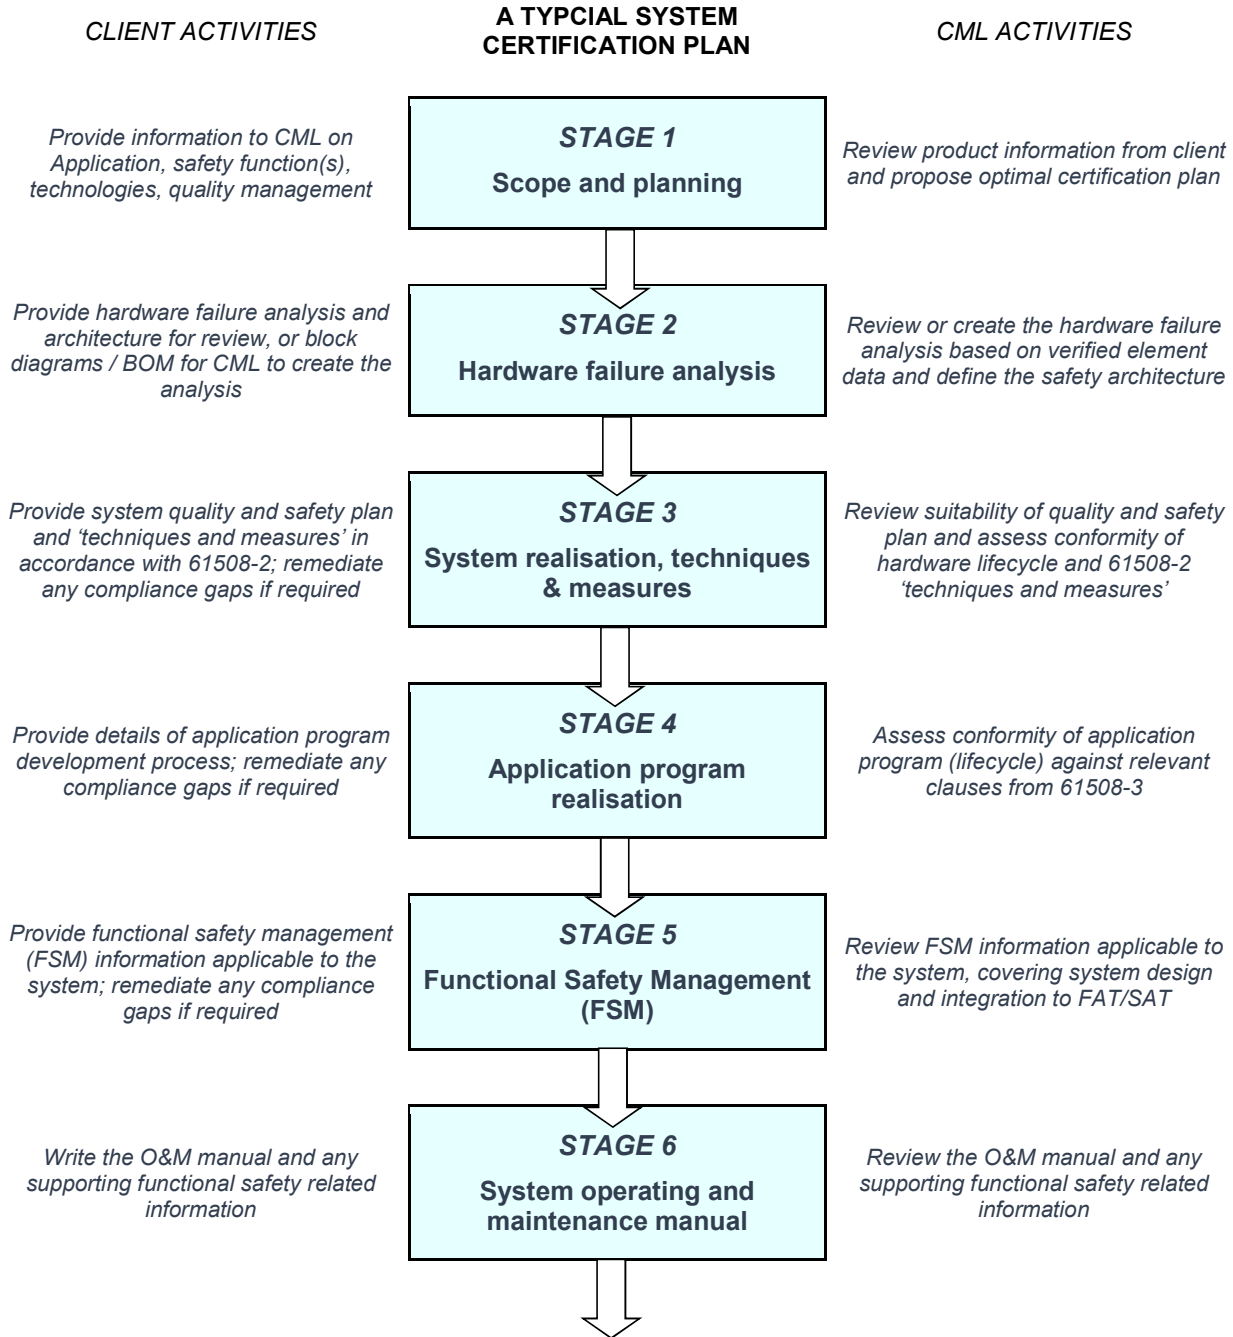 CLIENT ACTIVITIES
A TYPCIAL SYSTEM
CERTIFICATION PLAN
CML ACTIVITIES
Provide information to CML on
Application, safety function(s),
technologies, quality management
STAGE 1
Scope and planning
Review product information from client
and propose optimal certification plan
Provide hardware failure analysis and
architecture for review, or block
diagrams / BOM for CML to create the
analysis
STAGE 2
Hardware failure analysis
Review or create the hardware failure
analysis based on verified element
data and define the safety architecture
Provide system quality and safety plan
and ‘techniques and measures’ in
accordance with 61508-2; remediate
any compliance gaps if required
STAGE 3
System realisation, techniques
& measures
Review suitability of quality and safety
plan and assess conformity of
hardware lifecycle and 61508-2
‘techniques and measures’
Provide details of application program
development process; remediate any
compliance gaps if required
STAGE 4
Application program
realisation
Assess conformity of application
program (lifecycle) against relevant
clauses from 61508-3
Provide functional safety management
(FSM) information applicable to the
system; remediate any compliance
gaps if required
STAGE 5
Functional Safety Management
(FSM)
Review FSM information applicable to
the system, covering system design
and integration to FAT/SAT
Write the O&M manual and any
supporting functional safety related
information
STAGE 6
System operating and
maintenance manual
Review the O&M manual and any
supporting functional safety related
information